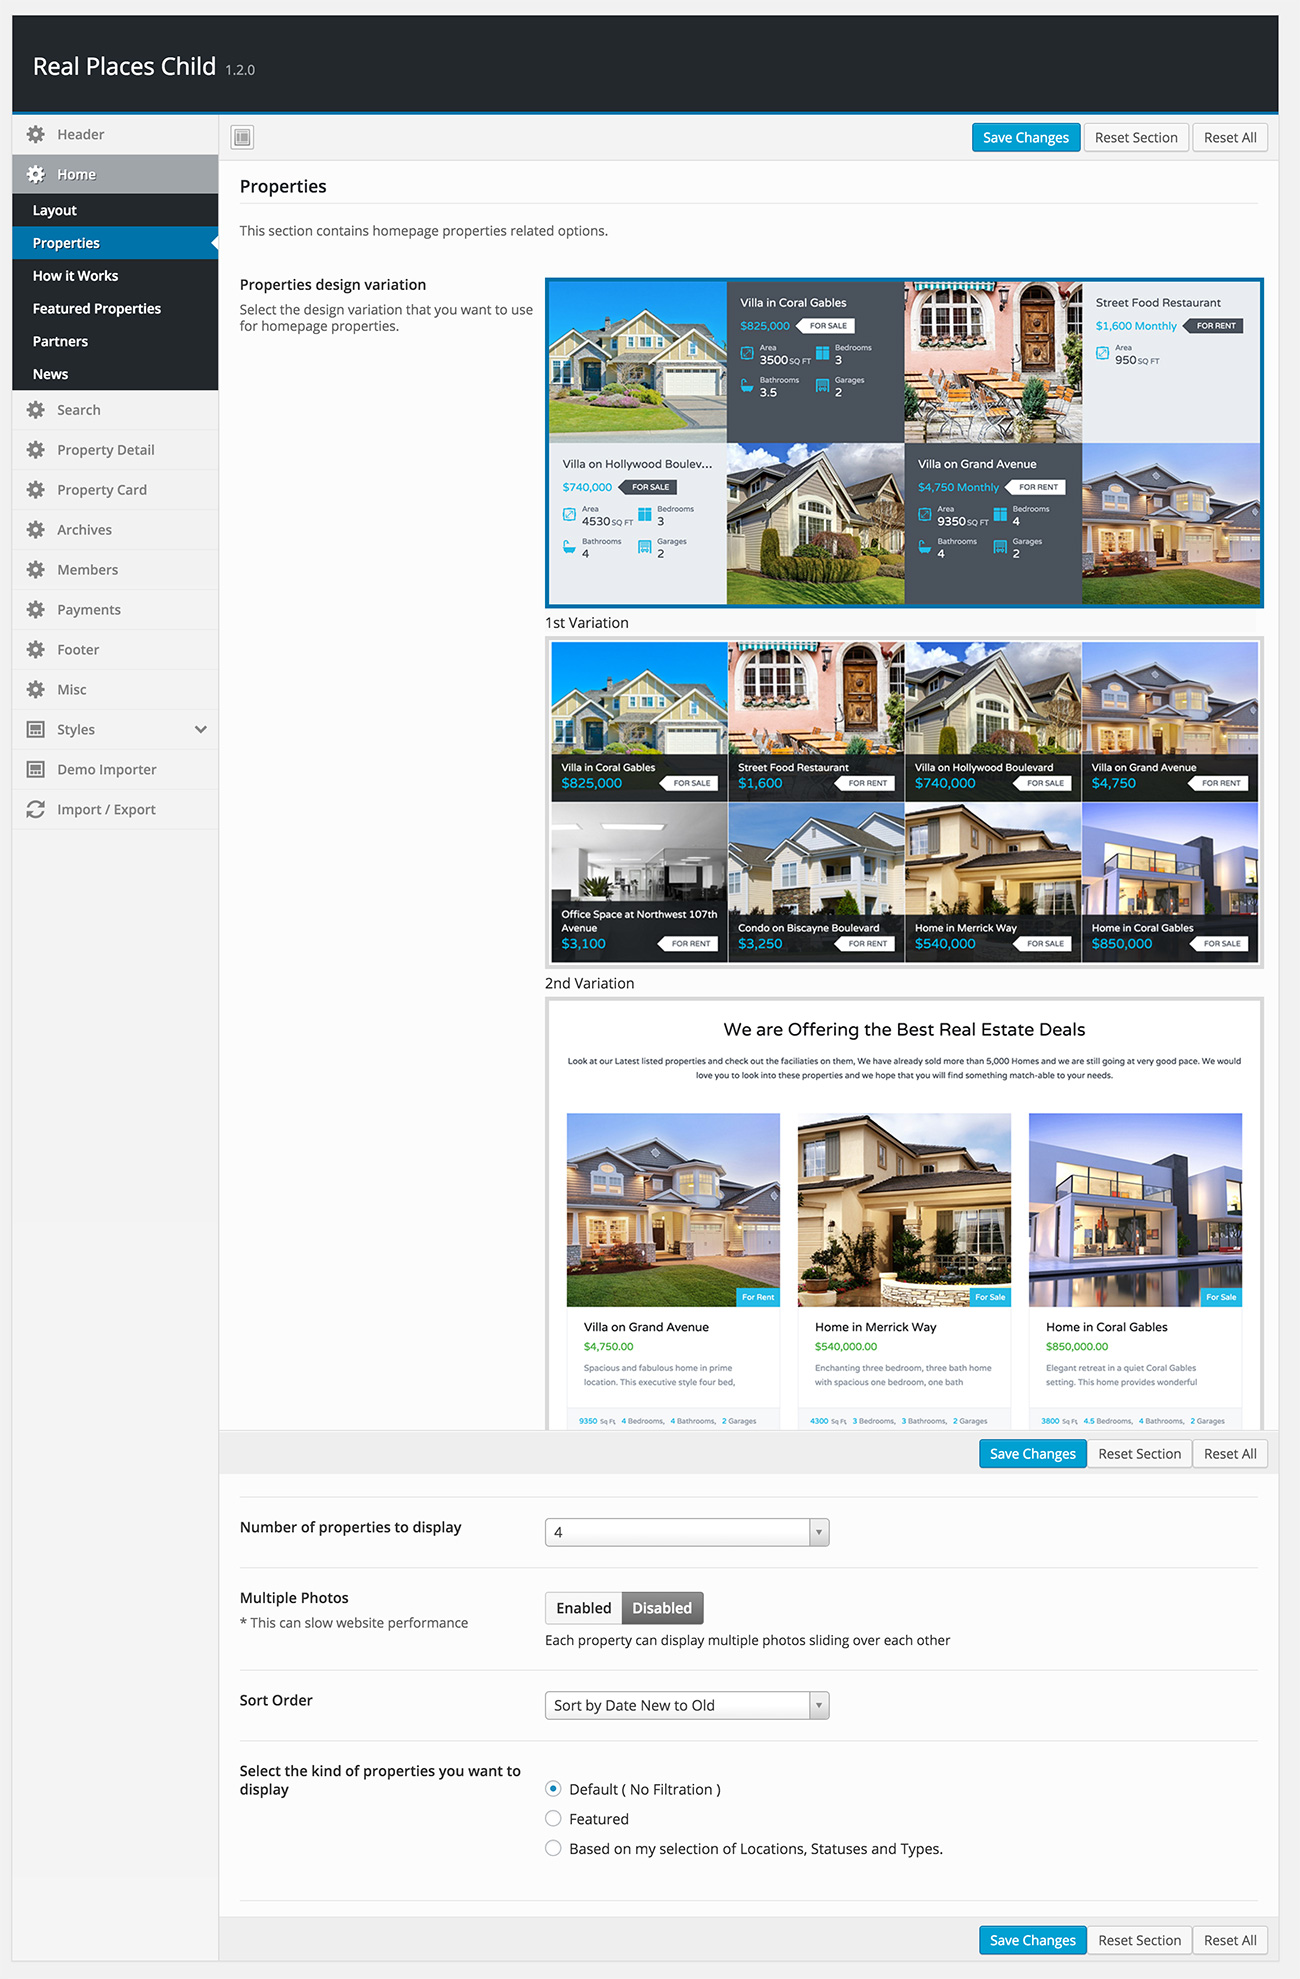 Real Places Child 1.2.0
Header
Save Changes
Reset Section
Reset All
Home
Layout
Properties
How it Works
Featured Properties
Partners
News
Search
Property Detail
Property Card
Archives
Members
Payments
Footer
Misc
Styles
Demo Importer
Import / Export
Properties
This section contains homepage properties related options.
Properties design variation
Select the design variation that you want to use
for homepage properties.
Villa in Coral Gables
$825,000 FOR SALE
Area
3500 SQ FT
Bedrooms
3
Bathrooms
3.5
Garages
2
Street Food Restaurant
$1,600 Monthly FOR RENT
Area
950 SQ FT
Villa on Hollywood Boulev...
$740,000 FOR SALE
Area
4530 SQ FT
Bedrooms
3
Bathrooms
4
Garages
2
Villa on Grand Avenue
$4,750 Monthly FOR RENT
Area
9350 SQ FT
Bedrooms
4
Bathrooms
4
Garages
2
1st Variation
Villa in Coral Gables
$825,000 FOR SALE
Street Food Restaurant
$1,600 FOR RENT
Villa on Hollywood Boulevard
$740,000 FOR SALE
Villa on Grand Avenue
$4,750 FOR RENT
Office Space at Northwest 107th
Avenue
$3,100 FOR RENT
Condo on Biscayne Boulevard
$3,250 FOR RENT
Home in Merrick Way
$540,000 FOR SALE
Home in Coral Gables
$850,000 FOR SALE
2nd Variation
We are Offering the Best Real Estate Deals
Look at our Latest listed properties and check out the faciliaties on them, We have already sold more than 5,000 Homes and we are still going at very good pace. We would
love you to look into these properties and we hope that you will find something match-able to your needs.
For Rent
Villa on Grand Avenue
$4,750.00
Spacious and fabulous home in prime
location. This executive style four bed,
9350 Sq Ft, 4 Bedrooms, 4 Bathrooms, 2 Garages
For Sale
Home in Merrick Way
$540,000.00
Enchanting three bedroom, three bath home
with spacious one bedroom, one bath
4300 Sq Ft, 3 Bedrooms, 3 Bathrooms, 2 Garages
For Sale
Home in Coral Gables
$850,000.00
Elegant retreat in a quiet Coral Gables
setting. This home provides wonderful
3800 Sq Ft, 4.5 Bedrooms, 4 Bathrooms, 2 Garages
Save Changes
Reset Section
Reset All
Number of properties to display
4
Multiple Photos
* This can slow website performance
Enabled
Disabled
Each property can display multiple photos sliding over each other
Sort Order
Sort by Date New to Old
Select the kind of properties you want to
display
Default ( No Filtration )
Featured
Based on my selection of Locations, Statuses and Types.
Save Changes
Reset Section
Reset All